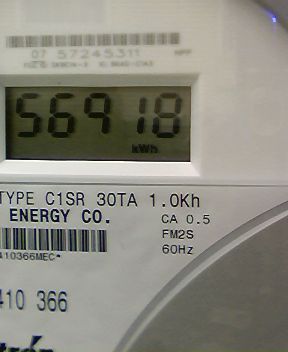 07 57245311
56918
kWh
TYPE C1SR 30TA 1.0Kh
ENERGY CO.
CA 0.5
FM2S
60Hz
410366MEC*
410 366